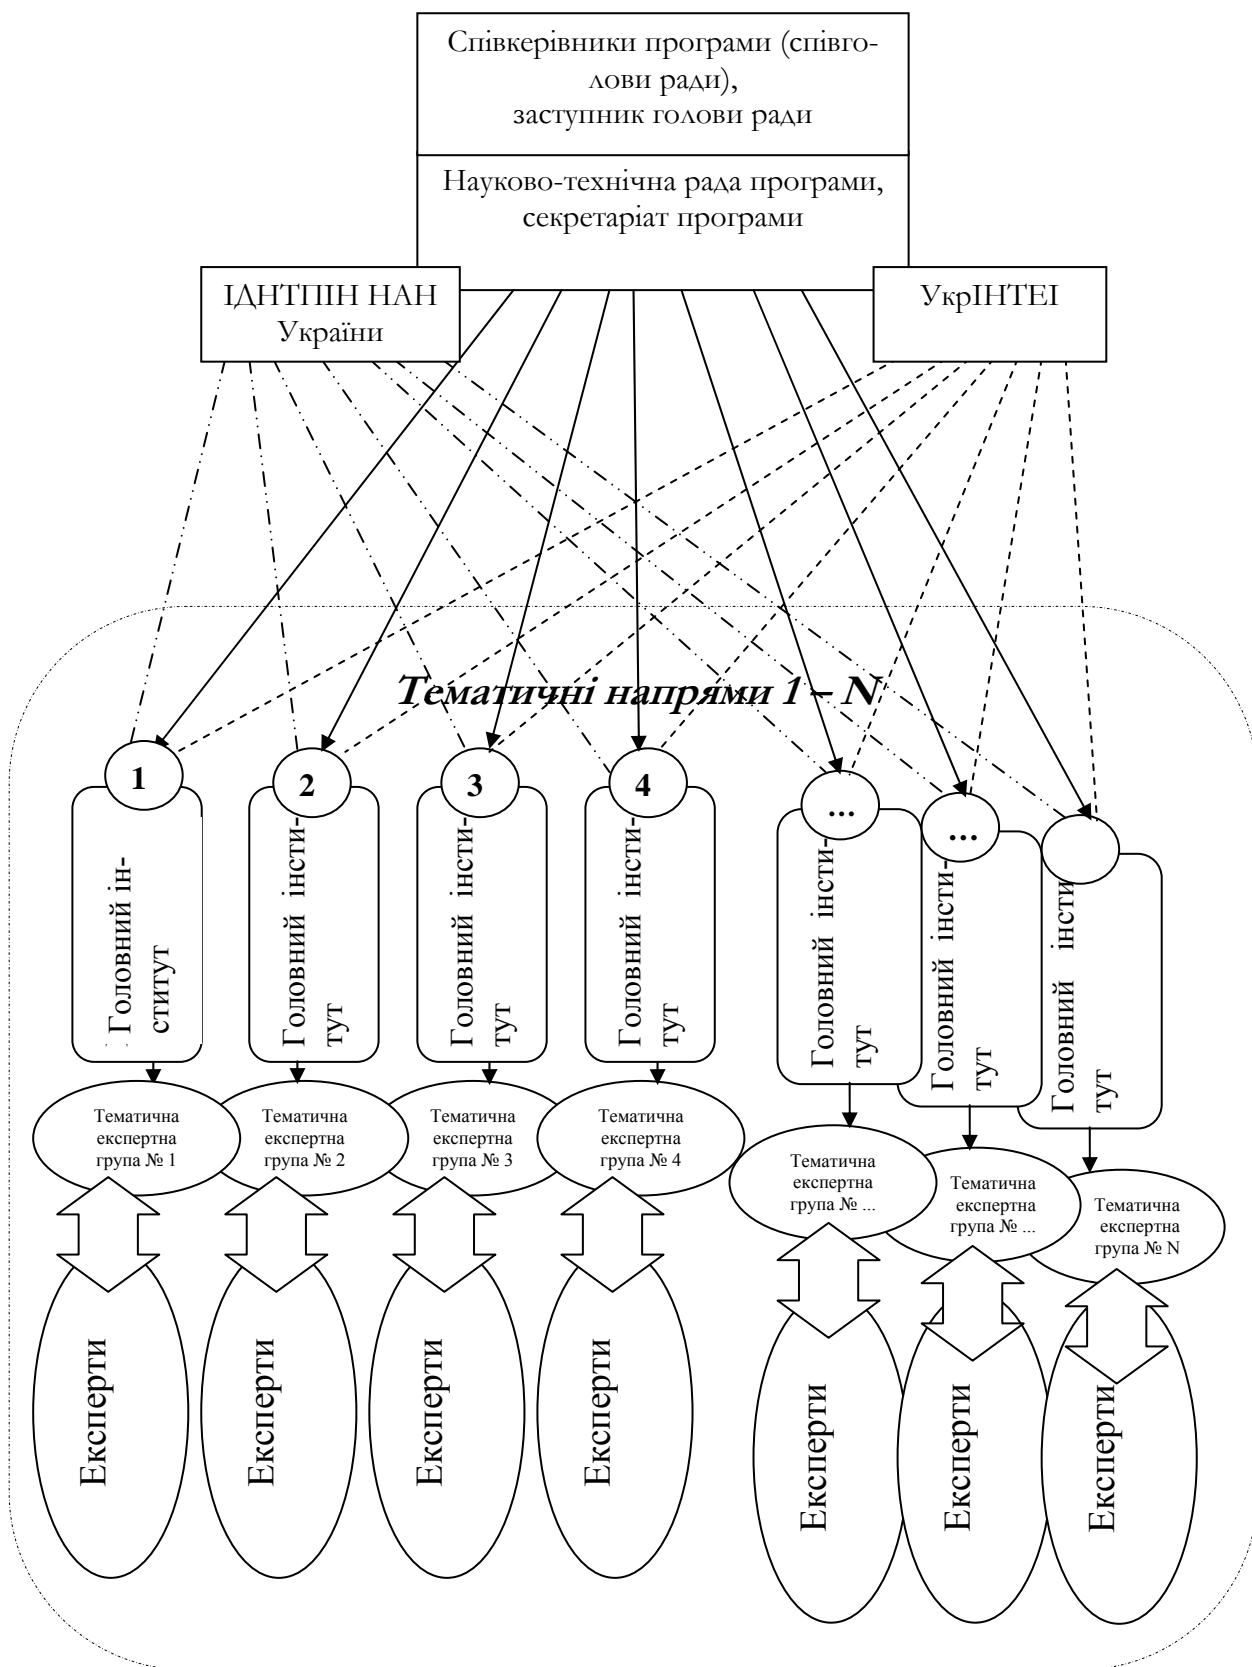 Співкерівники програми (співго-
лови ради),
заступник голови ради
Науково-технічна рада програми,
секретаріат програми
ІДНТПІН НАН
України
УкрІНТЕІ
Тематичні напрями 1 – N
1
2
3
4
...
...
Головний ін-
ститут
Головний інсти-
тут
Головний інсти-
тут
Головний інсти-
тут
Головний інсти-
тут
Головний інсти-
тут
Головний інсти
тут
Тематична
експертна
група № 1
Тематична
експертна
група № 2
Тематична
експертна
група № 3
Тематична
експертна
група № 4
Тематична
експертна
група № ...
Тематична
експертна
група № ...
Тематична
експертна
група № N
Експерти
Експерти
Експерти
Експерти
Експерти
Експерти
Експерти